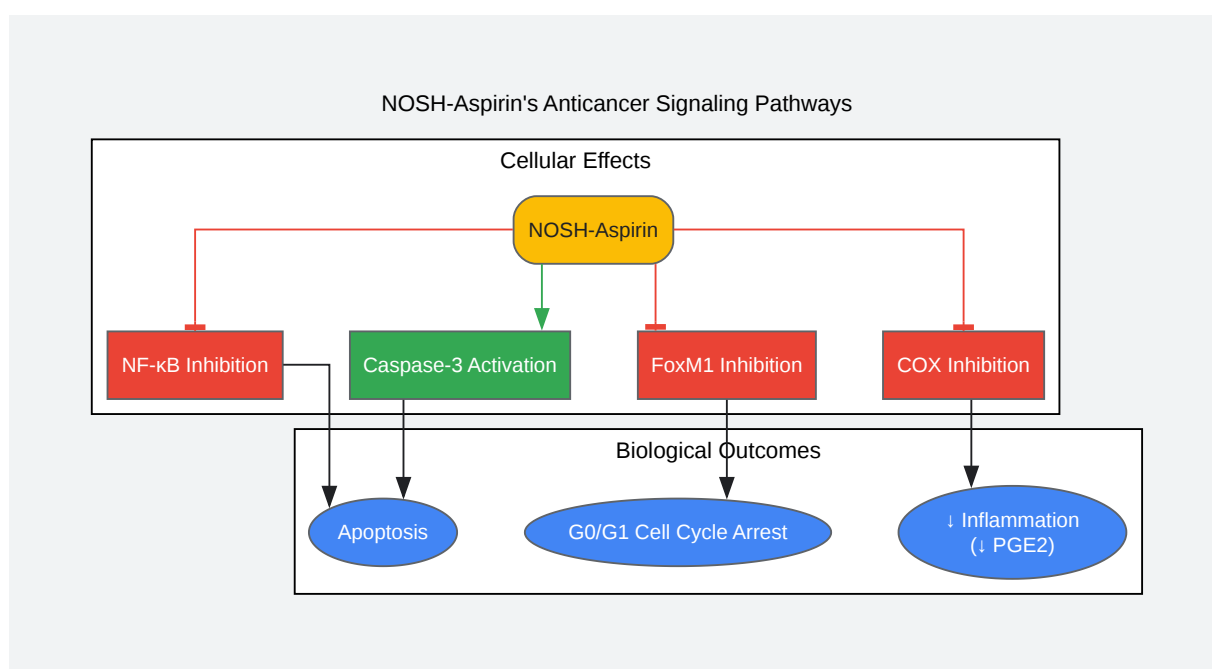 NOSH-Aspirin's Anticancer Signaling Pathways
Cellular Effects
NOSH-Aspirin
NF-κB Inhibition
Caspase-3 Activation
FoxM1 Inhibition
COX Inhibition
Biological Outcomes
Apoptosis
G0/G1 Cell Cycle Arrest
↓ Inflammation
(↓ PGE2)